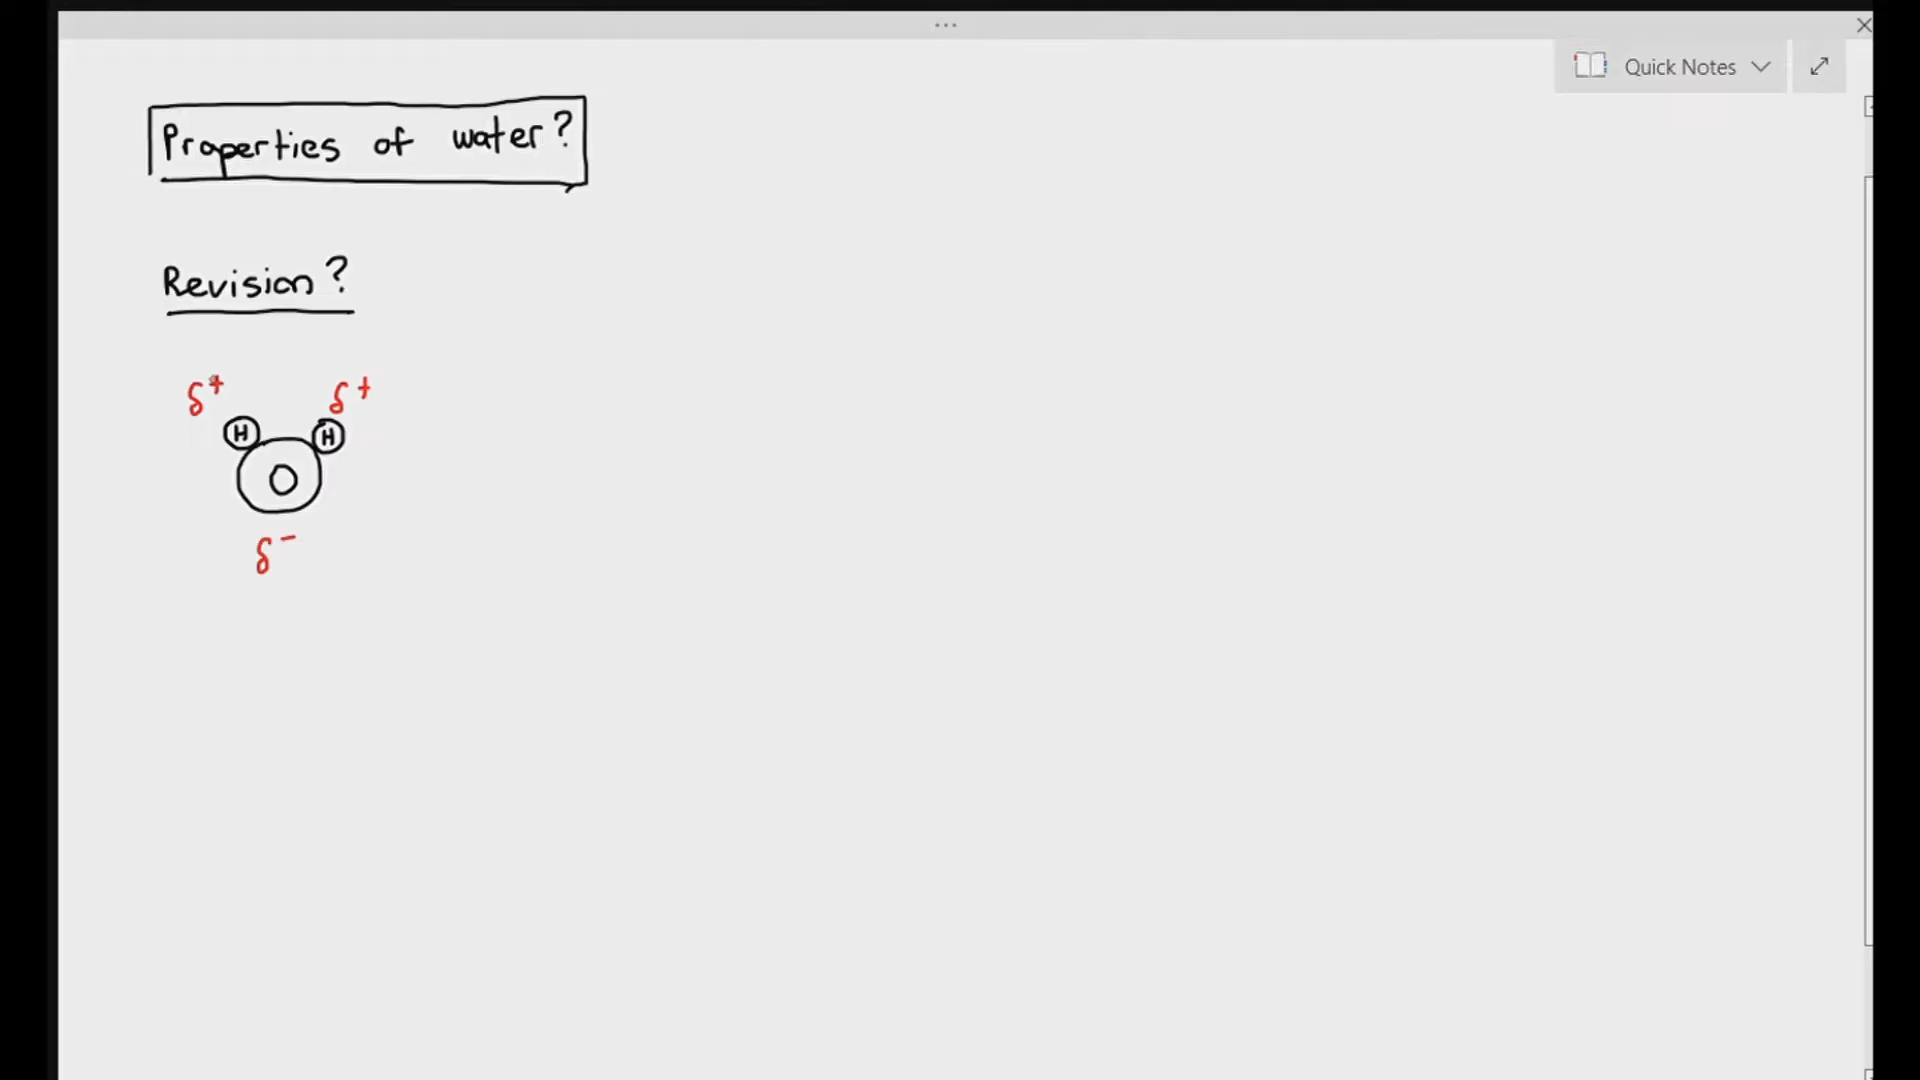 Quick Notes
Properties of water?
Revision?
δ+ δ+
H H
O
δ-